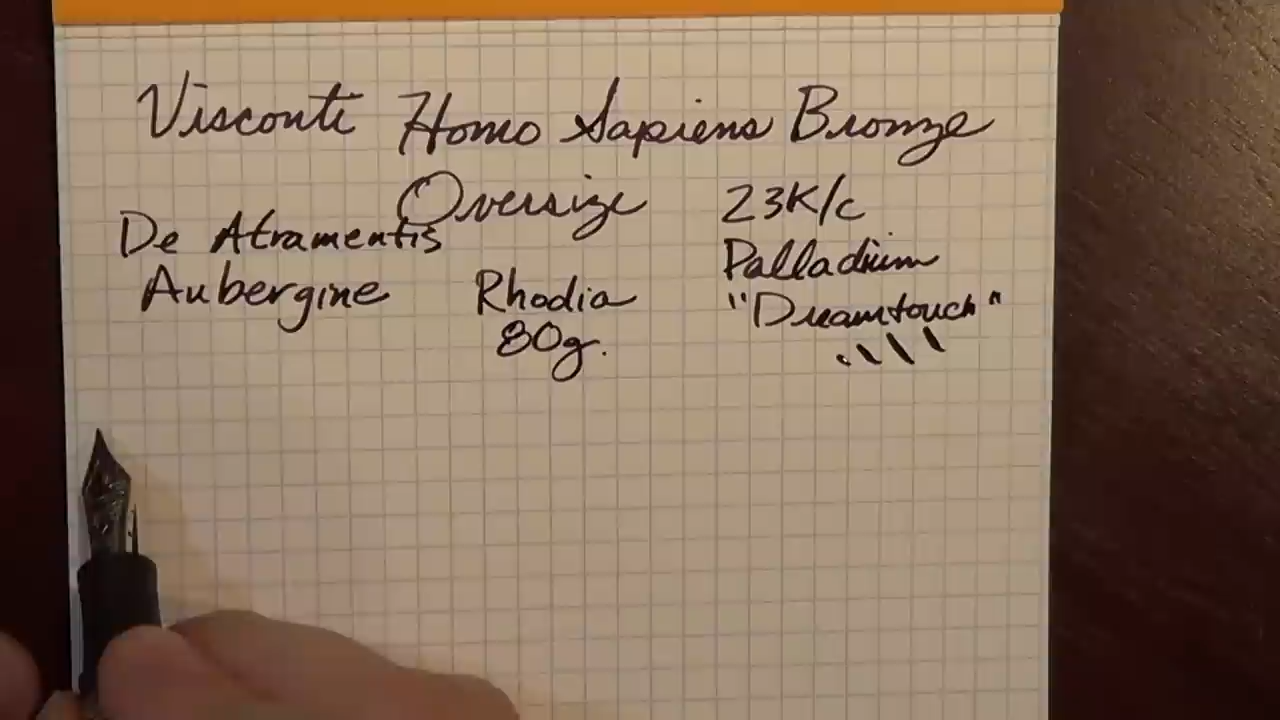 Visconti Homo Sapiens Bronze
Oversize
23K/c
Palladium
"Dreamtouch"
De Atramentis
Aubergine
Rhodia
80g.